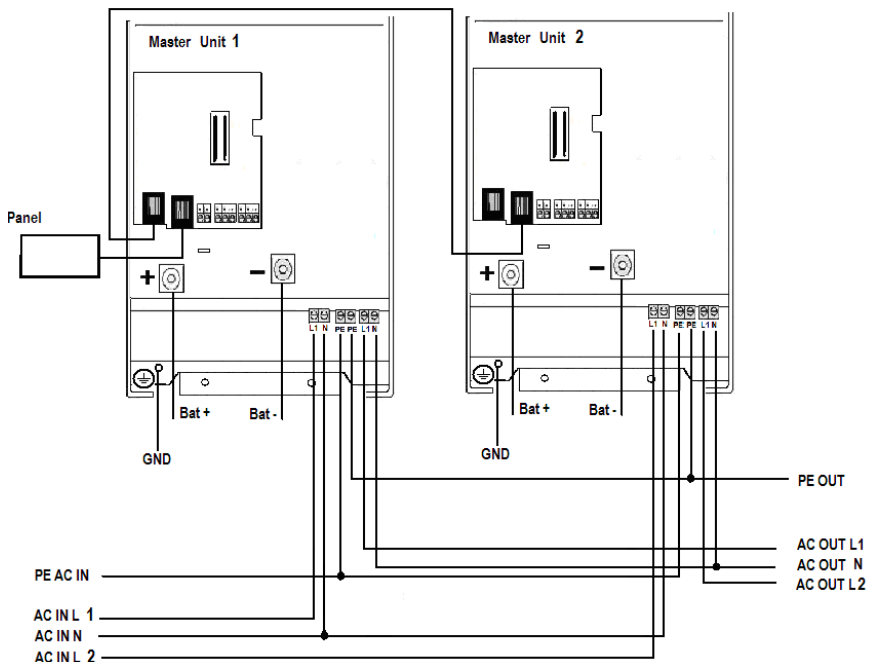 Master Unit 1
Master Unit 2
Panel
+
-
+
-
L1 N PE PE L1 N
L1 N PE PE L1 N
Bat +
Bat -
Bat +
Bat -
GND
GND
PE OUT
AC OUT L1
AC OUT N
AC OUT L2
PE AC IN
AC IN L 1
AC IN N
AC IN L 2